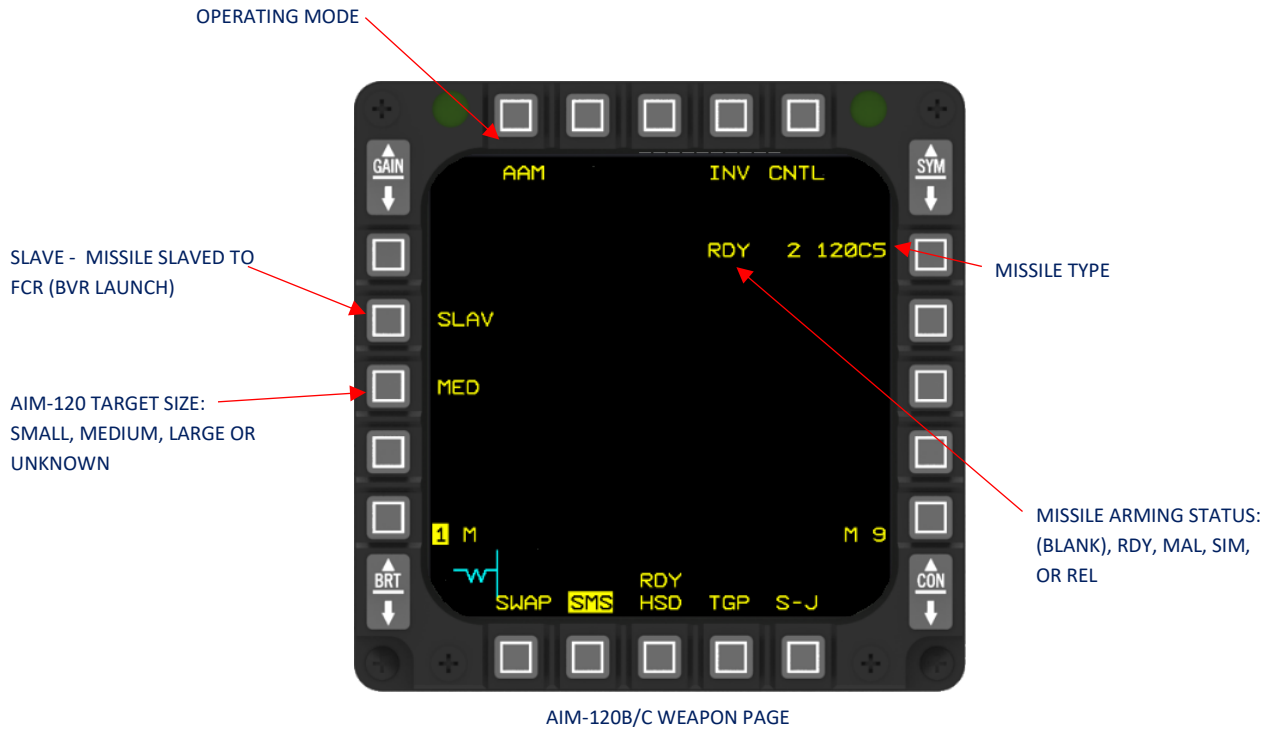 OPERATING MODE
GAIN
SYM
AAM INV CNTL
RDY 2 120C5
SLAVE - MISSILE SLAVED TO
FCR (BVR LAUNCH)
MISSILE TYPE
SLAV
AIM-120 TARGET SIZE:
SMALL, MEDIUM, LARGE OR
UNKNOWN
MED
MISSILE ARMING STATUS:
(BLANK), RDY, MAL, SIM,
OR REL
1 M M 9
BRT
CON
RDY
SWAP SMS HSD TGP S-J
AIM-120B/C WEAPON PAGE